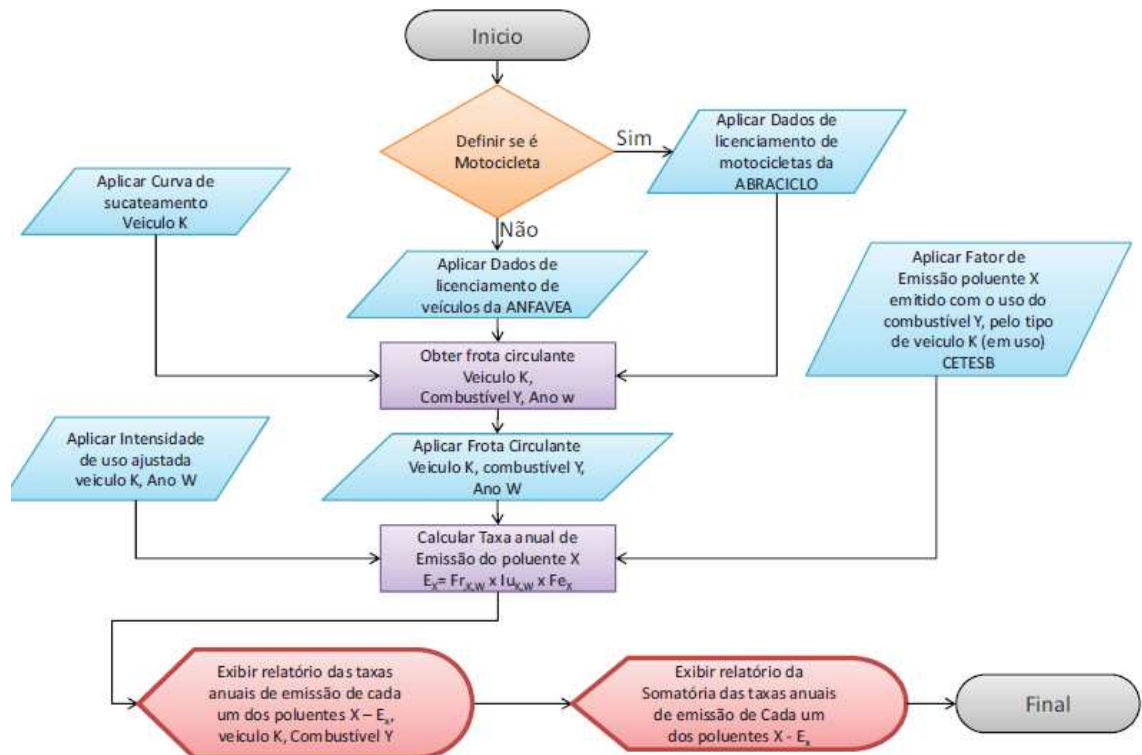 Inicio
Definir se é
Motocicleta
Sim
Aplicar Dados de
licenciamento de
motocicletas da
ABRACICLO
Aplicar Curva de
sucateamento
Veiculo K
Não
Aplicar Dados de
licenciamento de
veículos da ANFAVEA
Aplicar Fator de
Emissão poluente X
emitido com o uso do
combustível Y, pelo tipo
de veiculo K (em uso)
CETESB
Obter frota circulante
Veiculo K,
Combustível Y, Ano w
Aplicar Intensidade
de uso ajustada
veiculo K, Ano W
Aplicar Frota Circulante
Veiculo K, combustível Y,
Ano W
Calcular Taxa anual de
Emissão do poluente X
Eₓ= Fr,K,W x IuK,W x Feₓ
Exibir relatório das taxas
anuais de emissão de cada
um dos poluentes X – Eₓ,
veiculo K, Combustível Y
Exibir relatório da
Somatória das taxas anuais
de emissão de Cada um
dos poluentes X - Eₓ
Final